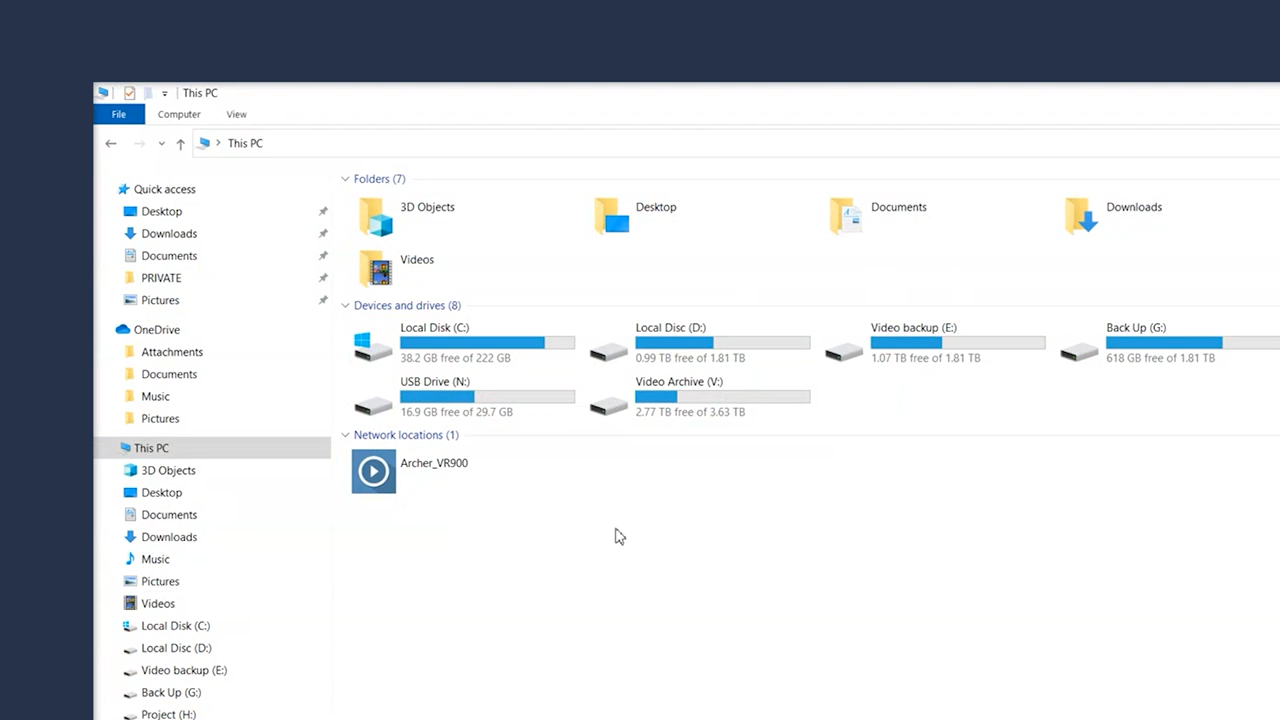 This PC
File Computer View
This PC
Quick access
Desktop
Downloads
Documents
PRIVATE
Pictures
OneDrive
Attachments
Documents
Music
Pictures
This PC
3D Objects
Desktop
Documents
Downloads
Music
Pictures
Videos
Local Disk (C:)
Local Disc (D:)
Video backup (E:)
Back Up (G:)
Project (H:)
Folders (7)
3D Objects
Desktop
Documents
Downloads
Videos
Devices and drives (8)
Local Disk (C:)
38.2 GB free of 222 GB
Local Disc (D:)
0.99 TB free of 1.81 TB
Video backup (E:)
1.07 TB free of 1.81 TB
Back Up (G:)
618 GB free of 1.81 TB
USB Drive (N:)
16.9 GB free of 29.7 GB
Video Archive (V:)
2.77 TB free of 3.63 TB
Network locations (1)
Archer_VR900